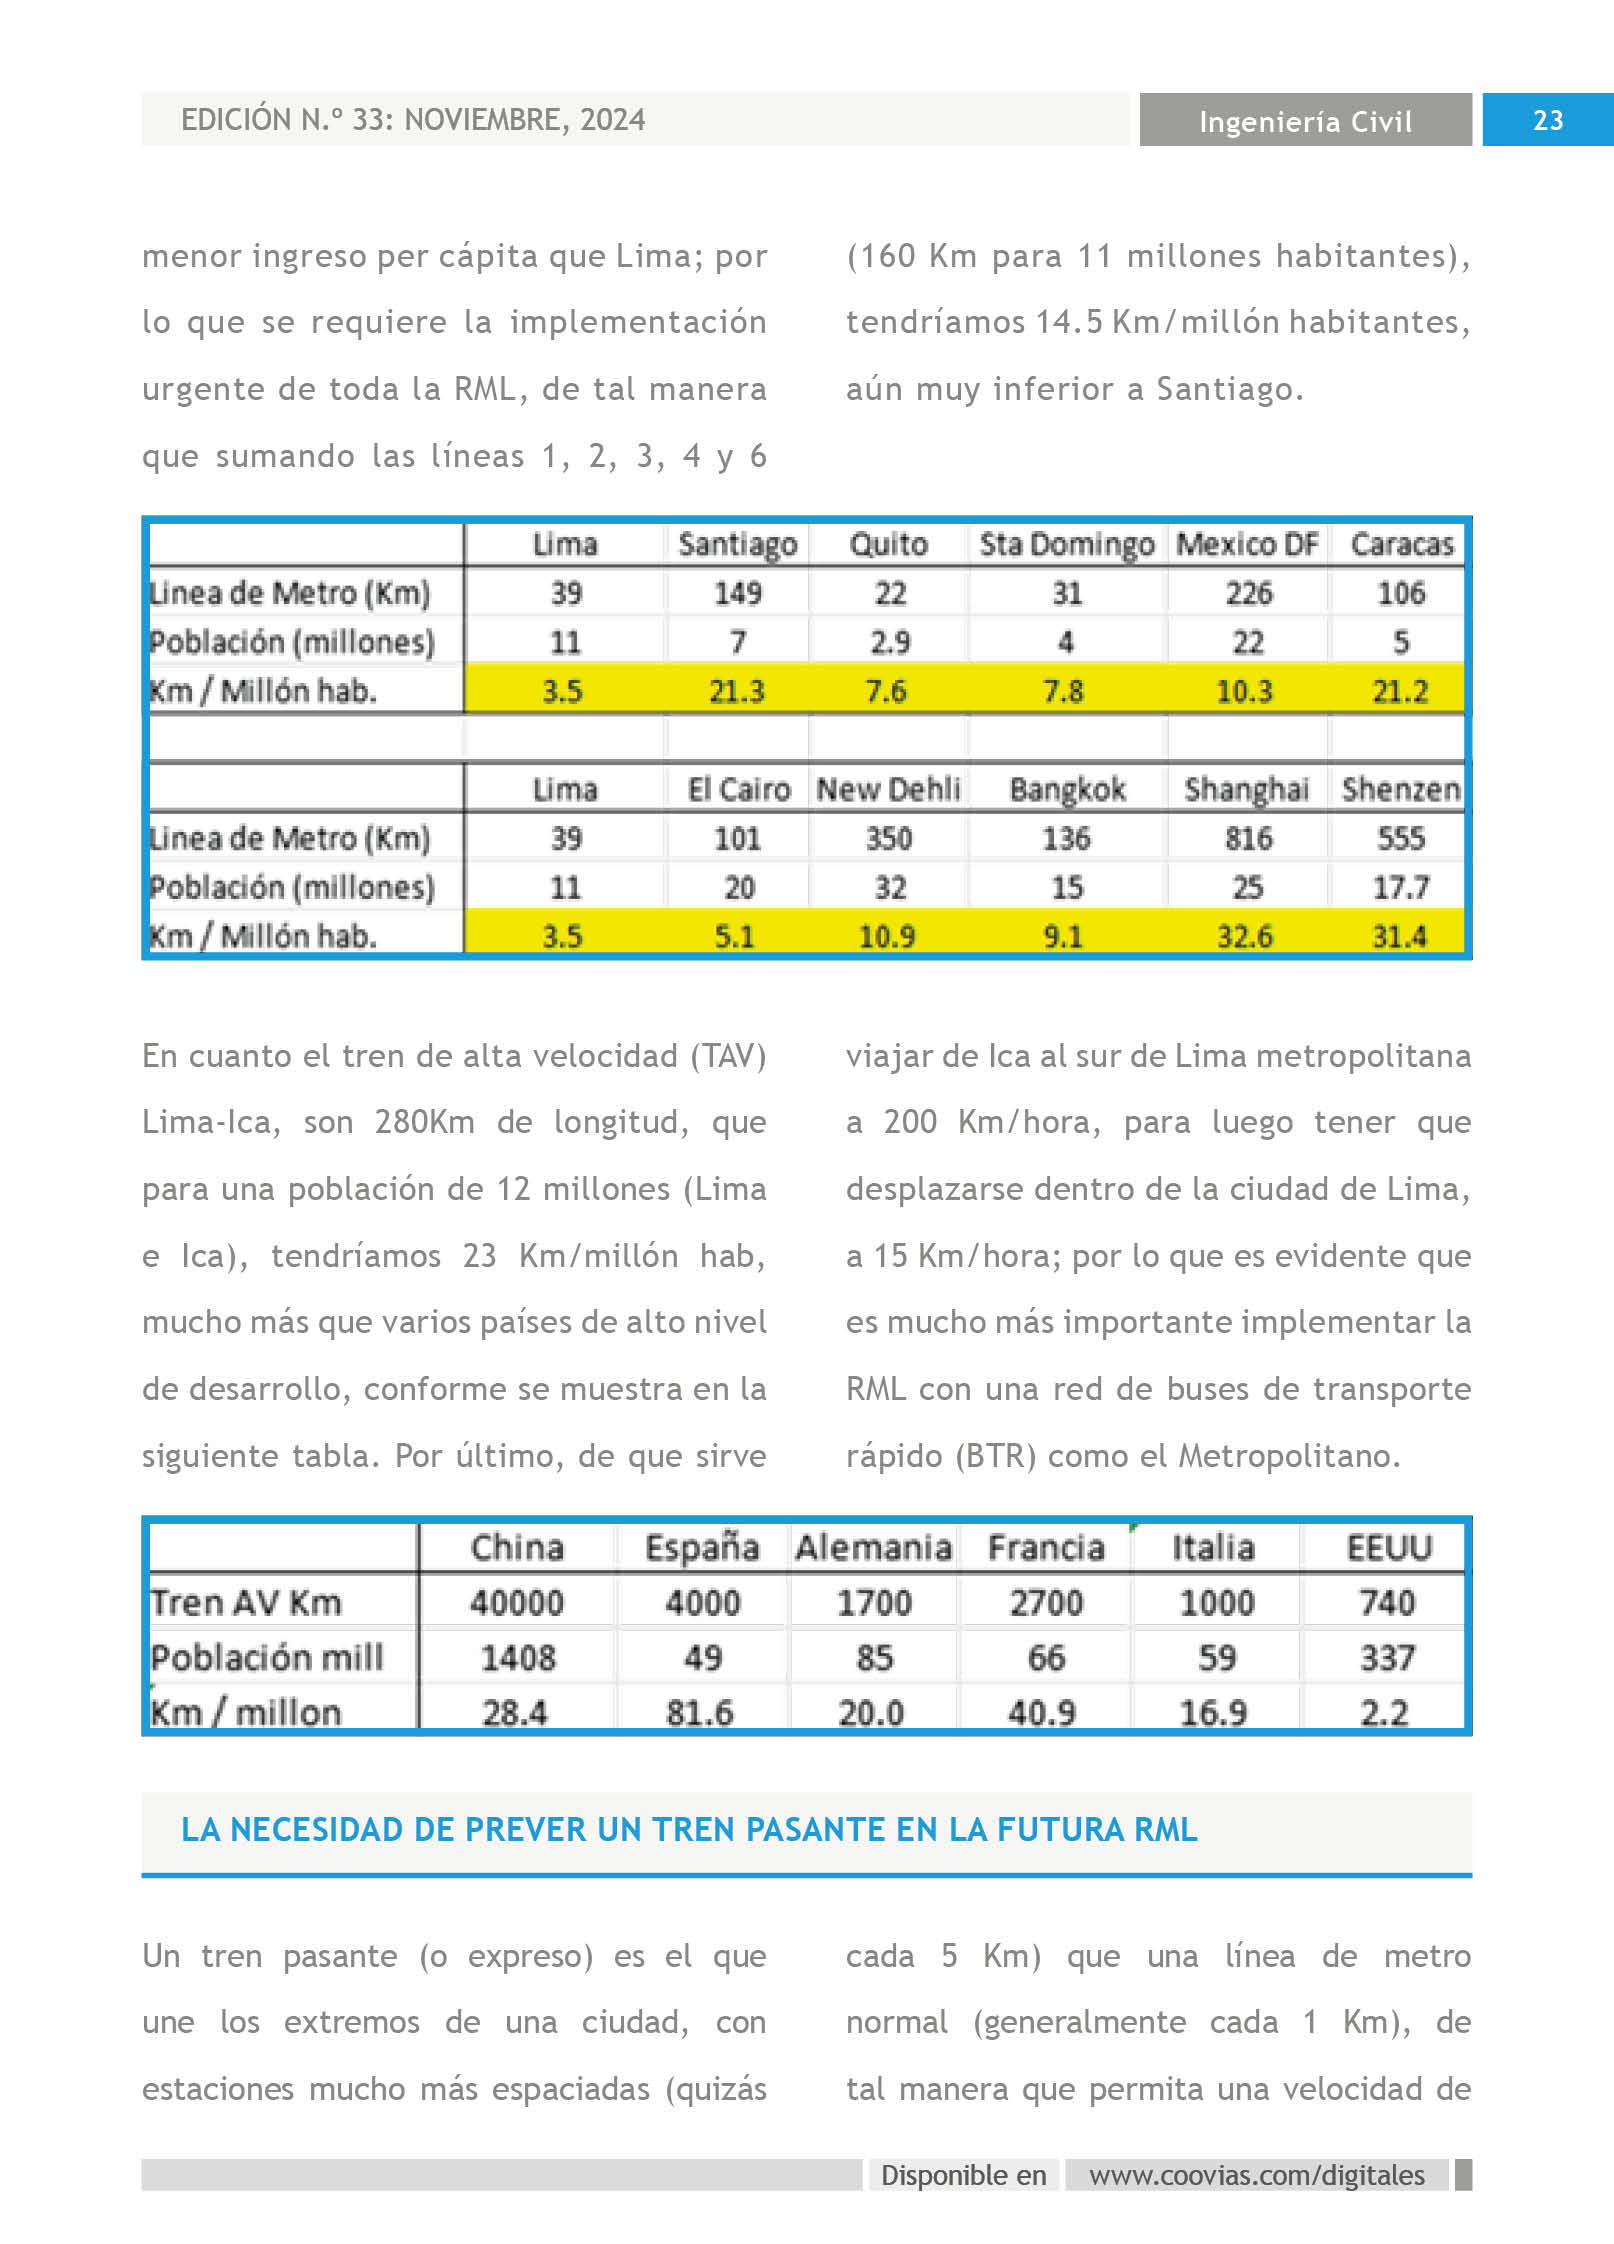 EDICIÓN N.º 33: NOVIEMBRE, 2024
Ingeniería Civil
23
menor ingreso per cápita que Lima; por
lo que se requiere la implementación
urgente de toda la RML, de tal manera
que sumando las líneas 1, 2, 3, 4 y 6
(160 Km para 11 millones habitantes),
tendríamos 14.5 Km/millón habitantes,
aún muy inferior a Santiago.
Lima Santiago Quito Sta Domingo Mexico DF Caracas
Linea de Metro (Km) 39 149 22 31 226 106
Población (millones) 11 7 2.9 4 22 5
Km / Millón hab. 3.5 21.3 7.6 7.8 10.3 21.2
Lima El Cairo New Dehli Bangkok Shanghai Shenzen
Linea de Metro (Km) 39 101 350 136 816 555
Población (millones) 11 20 32 15 25 17.7
Km / Millón hab. 3.5 5.1 10.9 9.1 32.6 31.4
En cuanto el tren de alta velocidad (TAV)
Lima-Ica, son 280Km de longitud, que
para una población de 12 millones (Lima
e Ica), tendríamos 23 Km/millón hab,
mucho más que varios países de alto nivel
de desarrollo, conforme se muestra en la
siguiente tabla. Por último, de que sirve
viajar de Ica al sur de Lima metropolitana
a 200 Km/hora, para luego tener que
desplazarse dentro de la ciudad de Lima,
a 15 Km/hora; por lo que es evidente que
es mucho más importante implementar la
RML con una red de buses de transporte
rápido (BTR) como el Metropolitano.
China España Alemania Francia Italia EEUU
Tren AV Km 40000 4000 1700 2700 1000 740
Población mill 1408 49 85 66 59 337
Km / millon 28.4 81.6 20.0 40.9 16.9 2.2
LA NECESIDAD DE PREVER UN TREN PASANTE EN LA FUTURA RML
Un tren pasante (o expreso) es el que
une los extremos de una ciudad, con
estaciones mucho más espaciadas (quizás
cada 5 Km) que una línea de metro
normal (generalmente cada 1 Km), de
tal manera que permita una velocidad de
Disponible en
www.coovias.com/digitales